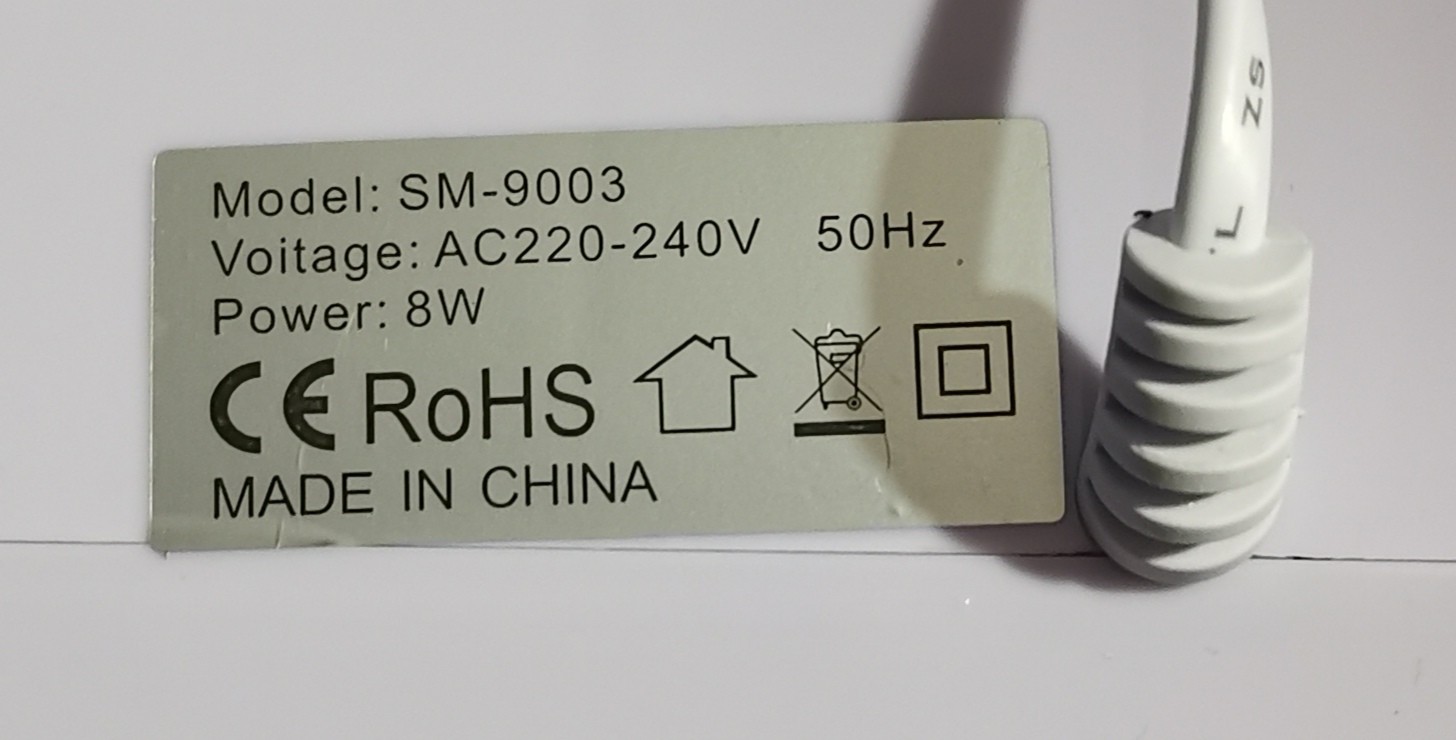 Model: SM-9003
Voitage: AC220-240V 50Hz
Power: 8W
CE RoHS
MADE IN CHINA
ZS